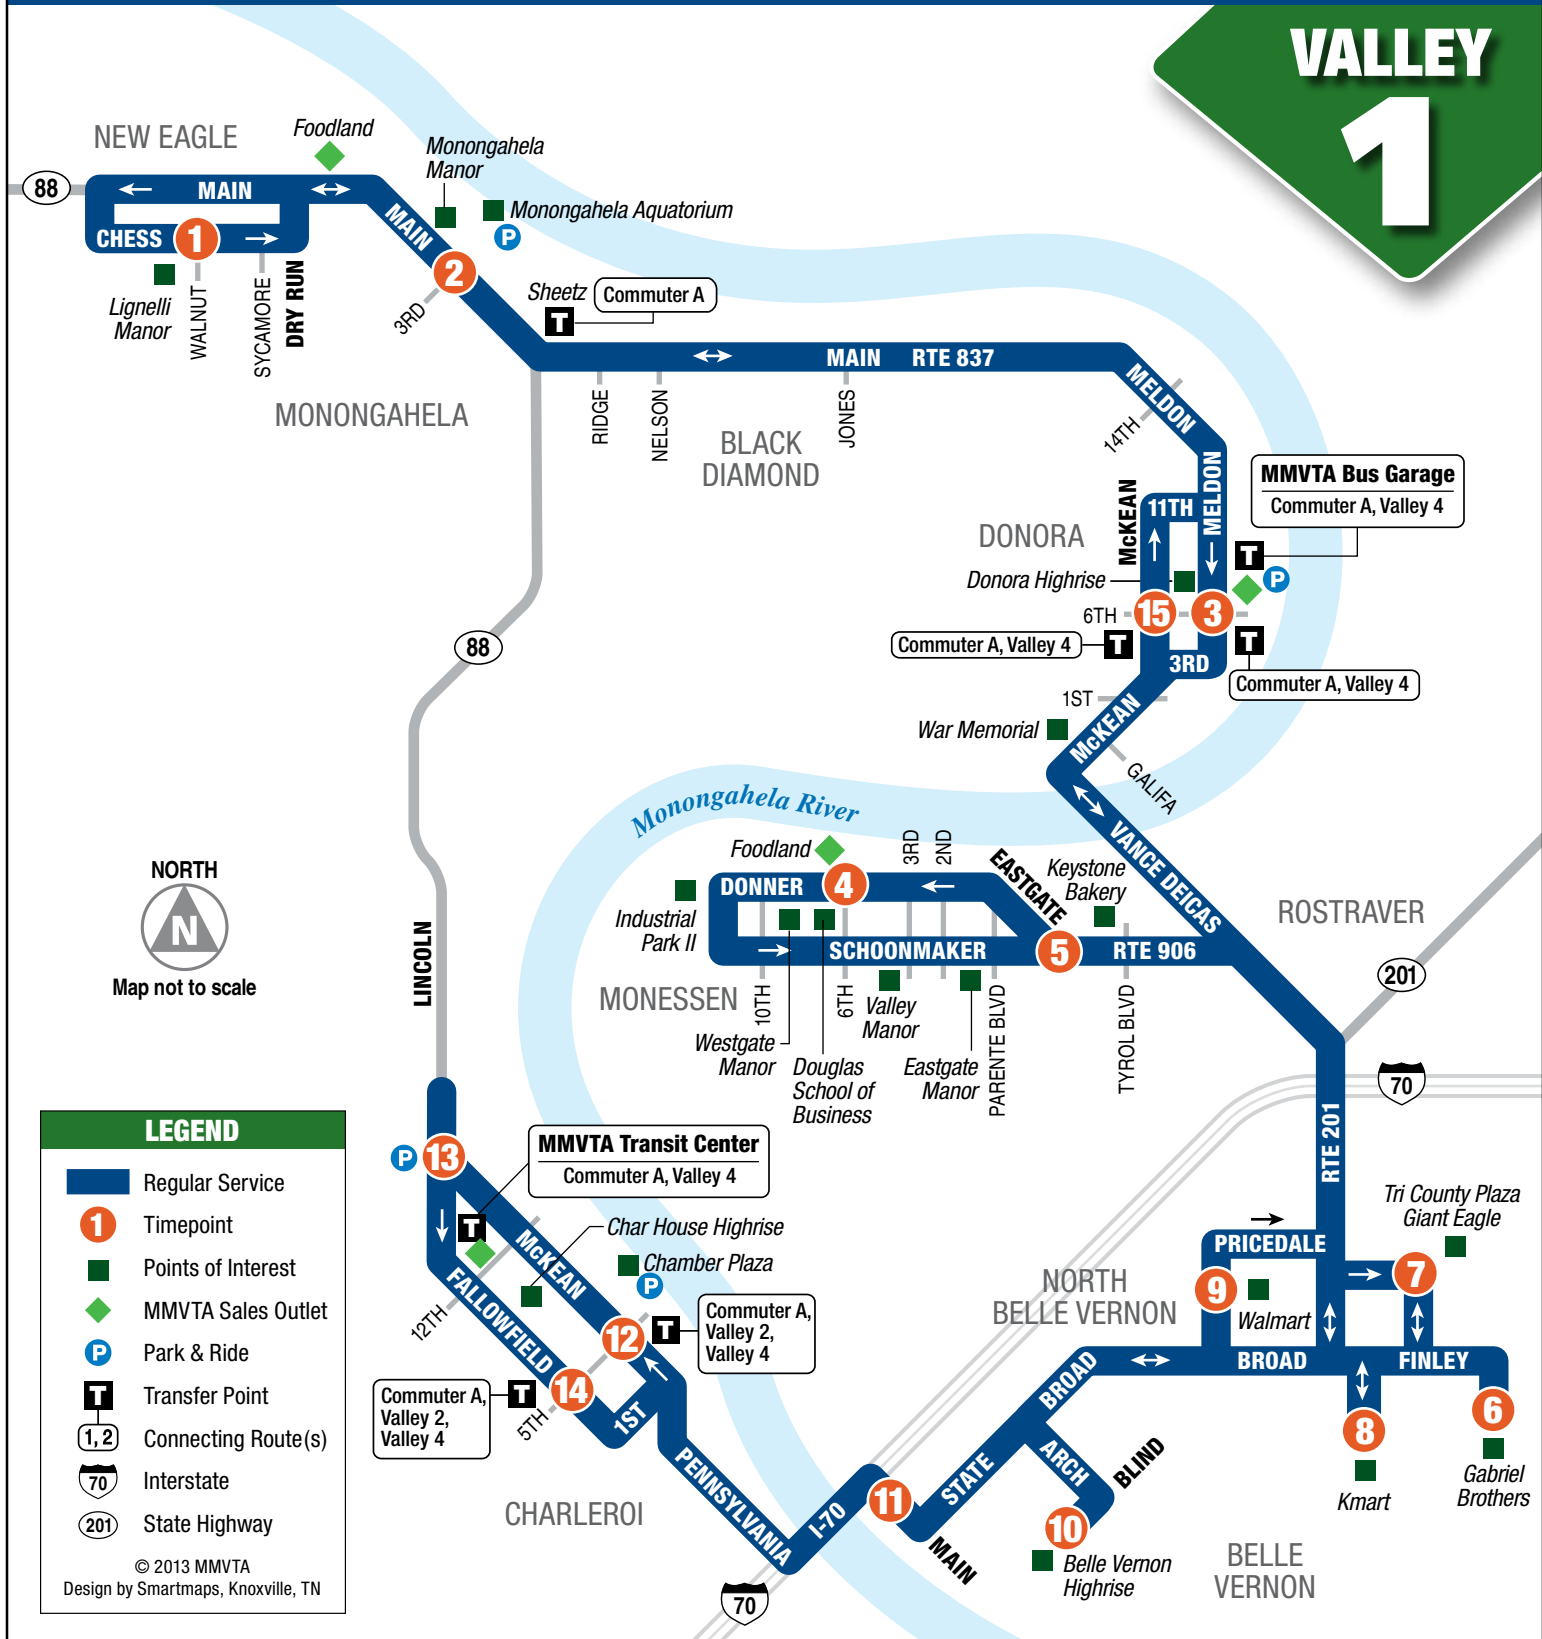 VALLEY
1
NEW EAGLE
Foodland
Monongahela
Manor
Monongahela Aquatorium
P
88
MAIN
MAIN
CHESS
1
2
Lignelli
Manor
WALNUT
SYCAMORE
DRY RUN
3RD
Sheetz
T
Commuter A
MAIN
RTE 837
MONONGAHELA
RIDGE
NELSON
JONES
BLACK
DIAMOND
MELDON
14TH
MELDON
MMVTA Bus Garage
Commuter A, Valley 4
McKEAN
11TH
DONORA
T
P
Donora Highrise
6TH
15
3
Commuter A, Valley 4
T
T
3RD
Commuter A, Valley 4
88
1ST
War Memorial
McKEAN
GALIFA
Monongahela River
VANCE DEICAS
Foodland
3RD
2ND
EASTGATE
Keystone
Bakery
DONNER
4
Industrial
Park II
SCHOONMAKER
5
RTE 906
ROSTRAVER
201
MONESSEN
10TH
6TH
Valley
Manor
PARENTE BLVD
TYROL BLVD
Westgate
Manor
Douglas
School of
Business
Eastgate
Manor
NORTH
N
Map not to scale
LINCOLN
70
RTE 201
LEGEND
Regular Service
1
Timepoint
Points of Interest
MMVTA Sales Outlet
P
Park & Ride
T
Transfer Point
1, 2
Connecting Route(s)
70
Interstate
201
State Highway
© 2013 MMVTA
Design by Smartmaps, Knoxville, TN
P
13
MMVTA Transit Center
Commuter A, Valley 4
T
McKEAN
Char House Highrise
Chamber Plaza
P
FALLOWFIELD
12TH
12
T
Commuter A,
Valley 2,
Valley 4
Commuter A,
Valley 2,
Valley 4
T
14
5TH
1ST
PENNSYLVANIA
CHARLEROI
I-70
70
11
MAIN
STATE
BROAD
ARCH
BLIND
10
Belle Vernon
Highrise
NORTH
BELLE VERNON
PRICEDALE
9
Walmart
Tri County Plaza
Giant Eagle
7
BROAD
FINLEY
8
Kmart
6
Gabriel
Brothers
BELLE
VERNON